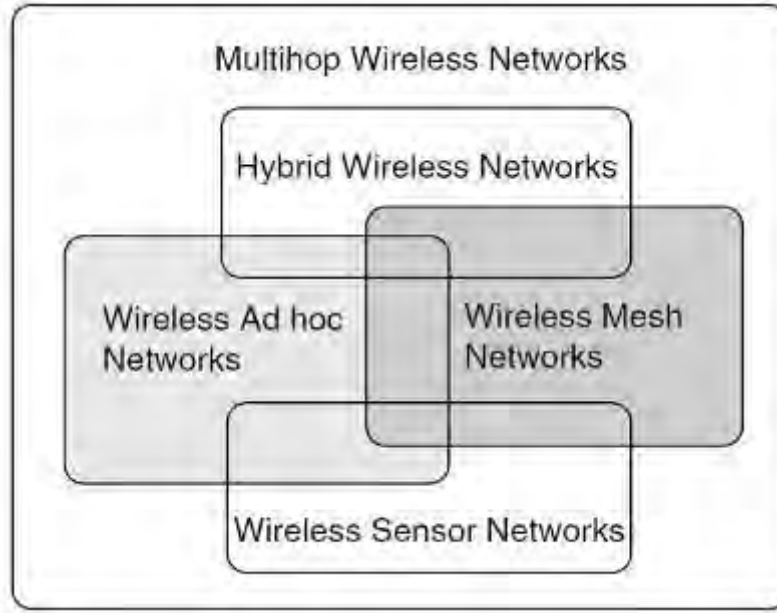 Multihop Wireless Networks
Hybrid Wireless Networks
Wireless Ad hoc
Networks
Wireless Mesh
Networks
Wireless Sensor Networks